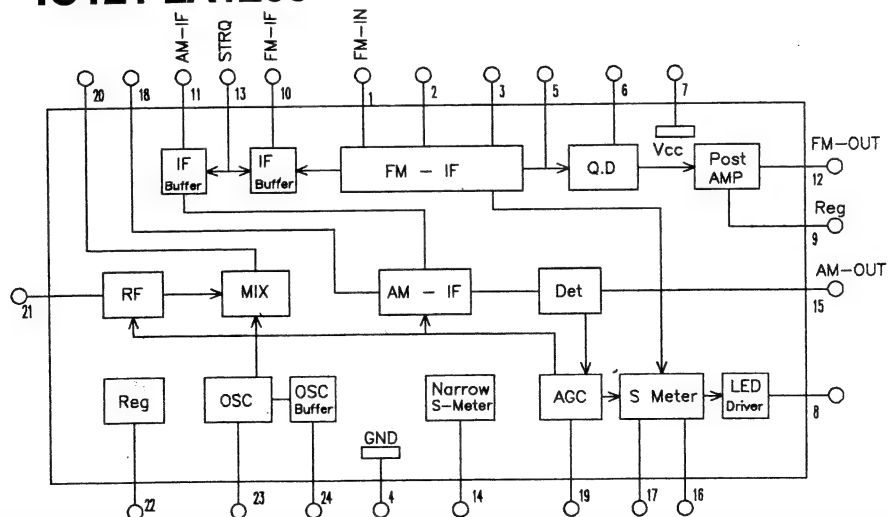 AM-IF
STRQ
FM-IF
FM-IN
20
18
11
13
10
1
2
3
5
6
7
IF
Buffer
IF
Buffer
FM - IF
Q.D
Vcc
Post
AMP
FM-OUT
12
Reg
9
21
RF
MIX
AM - IF
Det
AM-OUT
15
Reg
OSC
OSC
Buffer
Narrow
S-Meter
AGC
S Meter
LED
Driver
8
GND
22
23
24
4
14
19
17
16